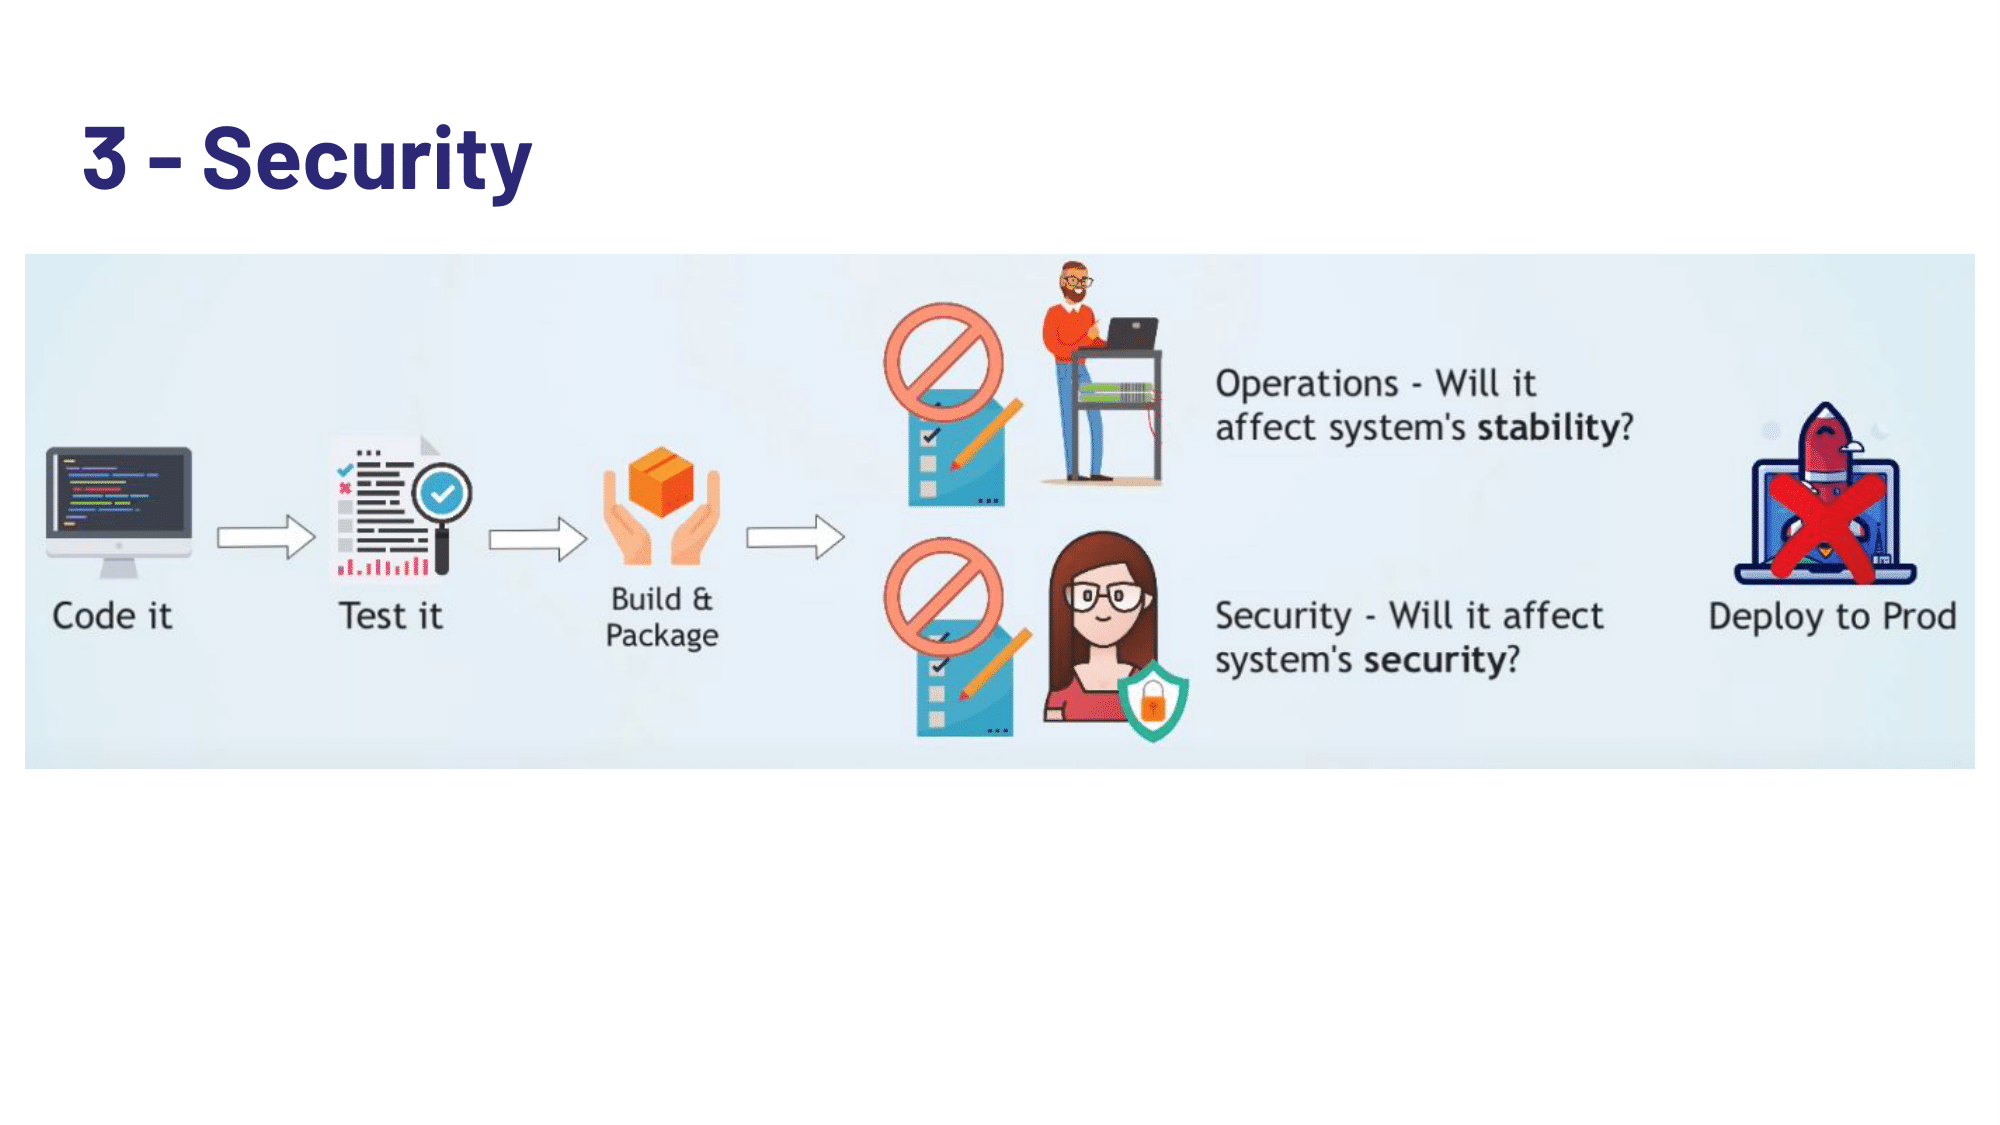 3 - Security
Code it
Test it
Build &
Package
Operations - Will it
affect system's stability?
Security - Will it affect
system's security?
Deploy to Prod